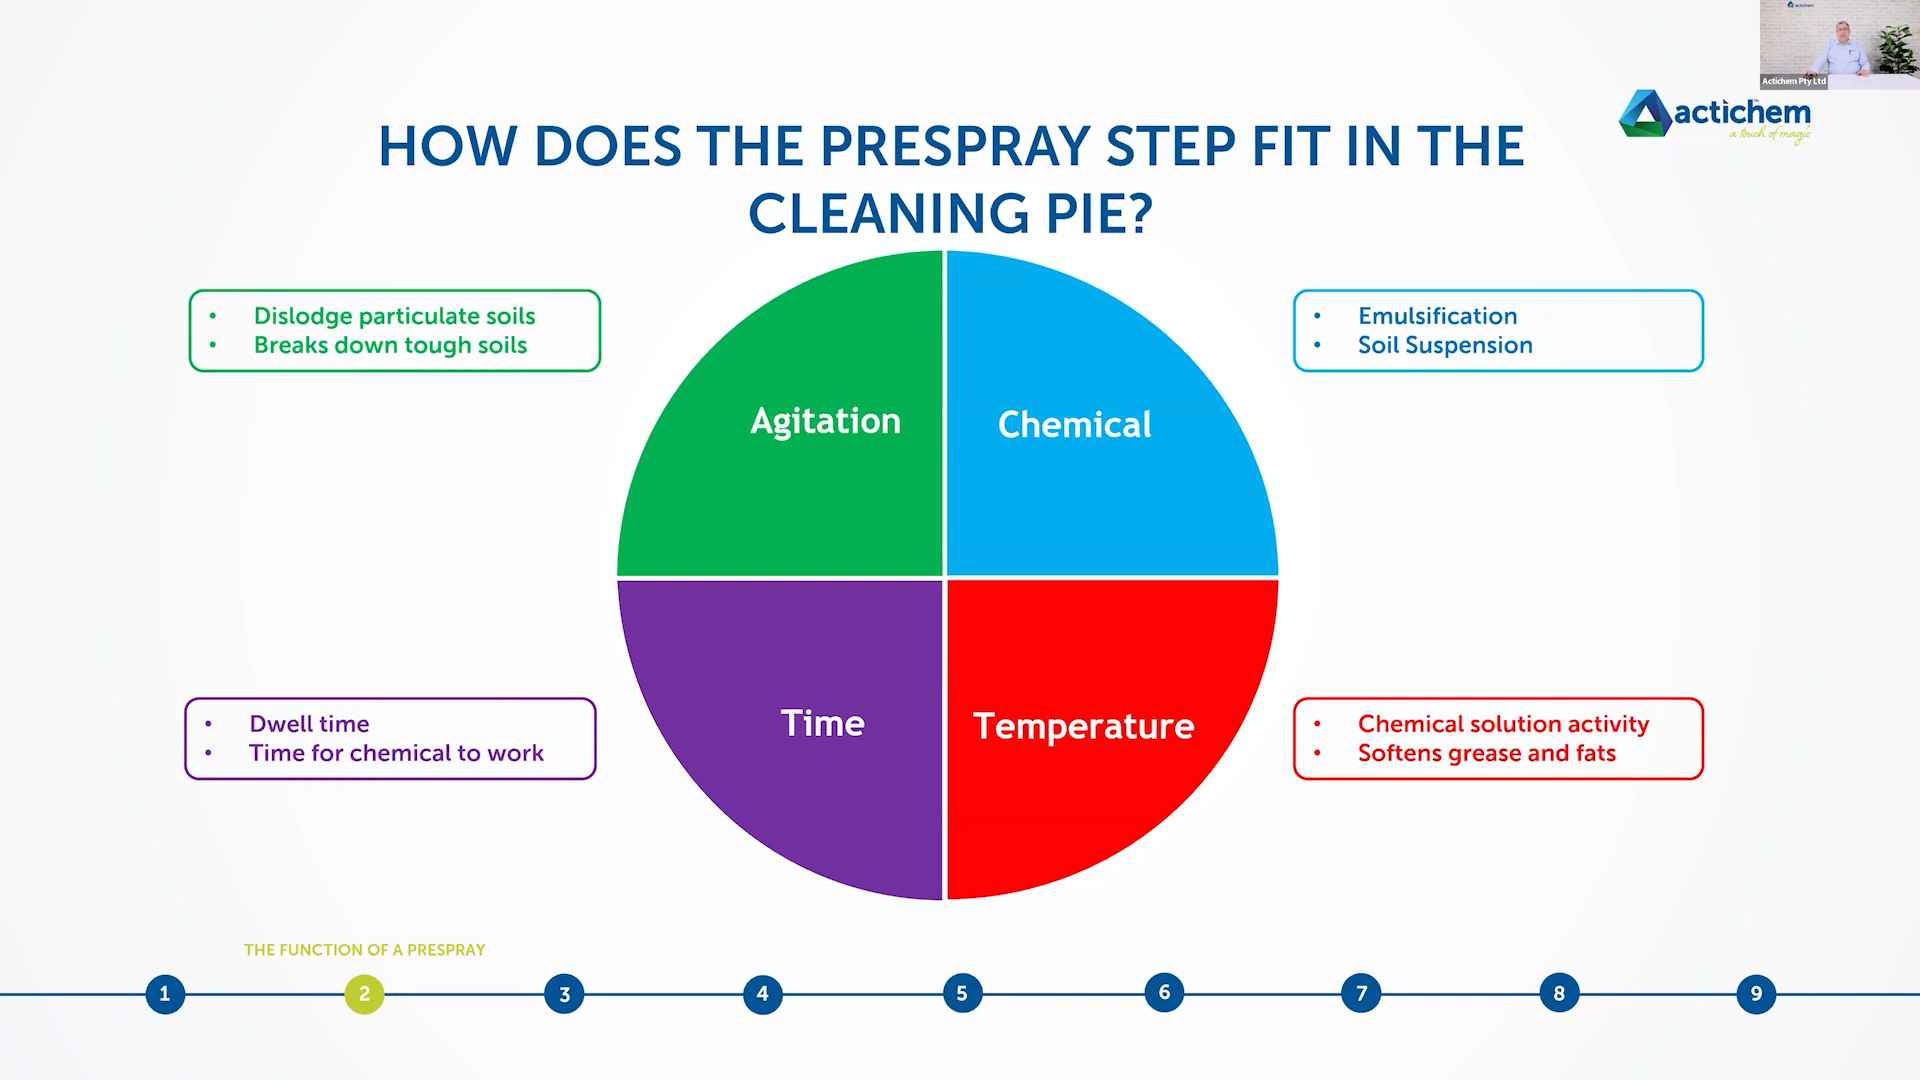 actichem
Actichem Pty Ltd
actichem
a touch of magic
HOW DOES THE PRESPRAY STEP FIT IN THE
CLEANING PIE?
• Dislodge particulate soils
• Breaks down tough soils
• Emulsification
• Soil Suspension
Agitation
Chemical
Time
Temperature
• Dwell time
• Time for chemical to work
• Chemical solution activity
• Softens grease and fats
THE FUNCTION OF A PRESPRAY
1 2 3 4 5 6 7 8 9